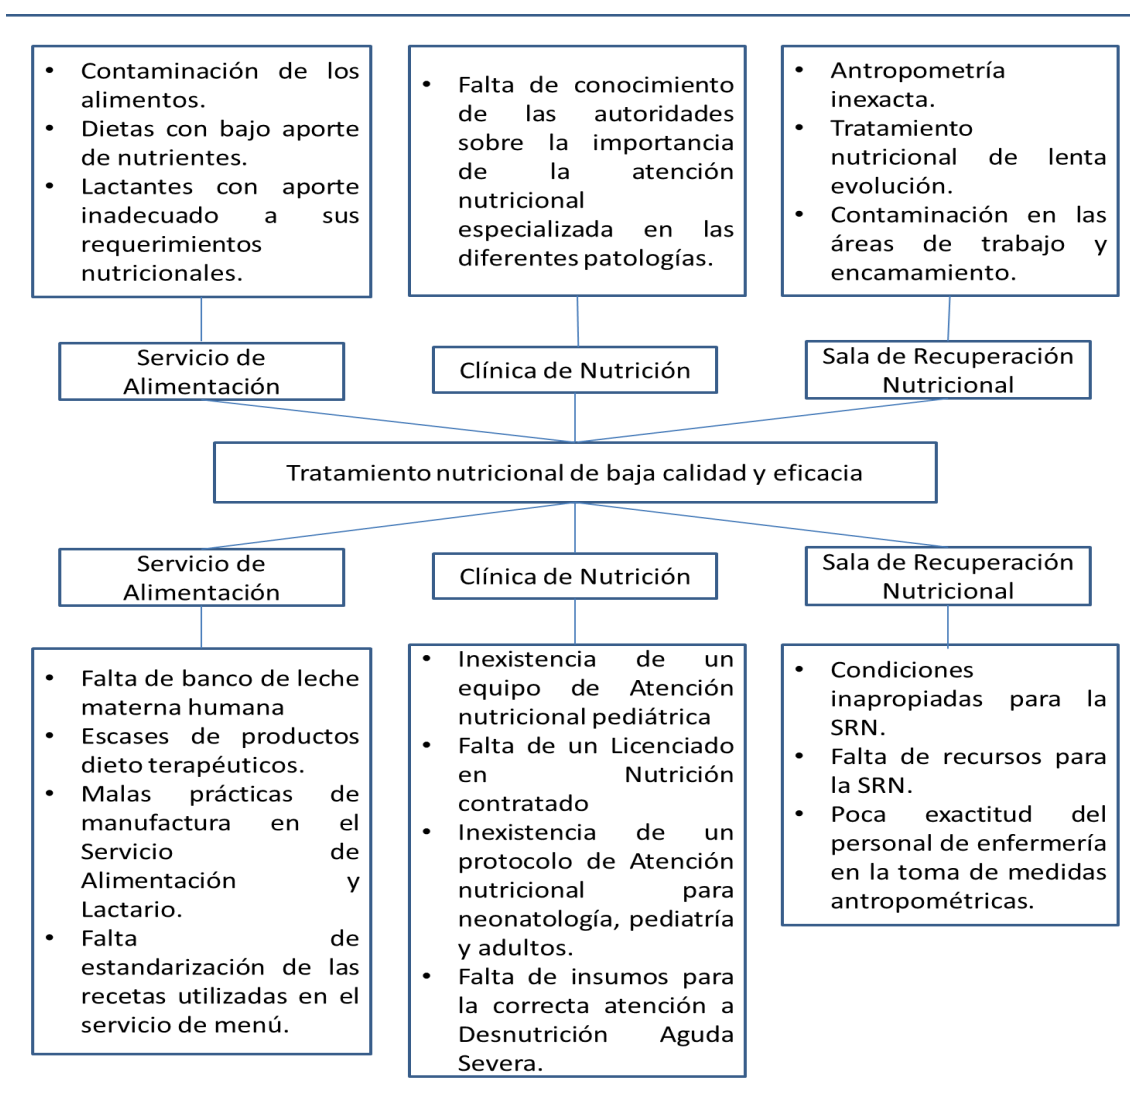 • Contaminación de los
alimentos.
• Dietas con bajo aporte
de nutrientes.
• Lactantes con aporte
inadecuado a sus
requerimientos
nutricionales.
• Falta de conocimiento
de las autoridades
sobre la importancia
de la atención
nutricional
especializada en las
diferentes patologías.
• Antropometría
inexacta.
• Tratamiento
nutricional de lenta
evolución.
• Contaminación en las
áreas de trabajo y
encamamiento.
Servicio de
Alimentación
Clínica de Nutrición
Sala de Recuperación
Nutricional
Tratamiento nutricional de baja calidad y eficacia
Servicio de
Alimentación
Clínica de Nutrición
Sala de Recuperación
Nutricional
• Falta de banco de leche
materna humana
• Escases de productos
dieto terapéuticos.
• Malas prácticas de
manufactura en el
Servicio de
Alimentación y
Lactario.
• Falta de
estandarización de las
recetas utilizadas en el
servicio de menú.
• Inexistencia de un
equipo de Atención
nutricional pediátrica
• Falta de un Licenciado
en Nutrición
contratado
• Inexistencia de un
protocolo de Atención
nutricional para
neonatología, pediatría
y adultos.
• Falta de insumos para
la correcta atención a
Desnutrición Aguda
Severa.
• Condiciones
inapropiadas para la
SRN.
• Falta de recursos para
la SRN.
• Poca exactitud del
personal de enfermería
en la toma de medidas
antropométricas.